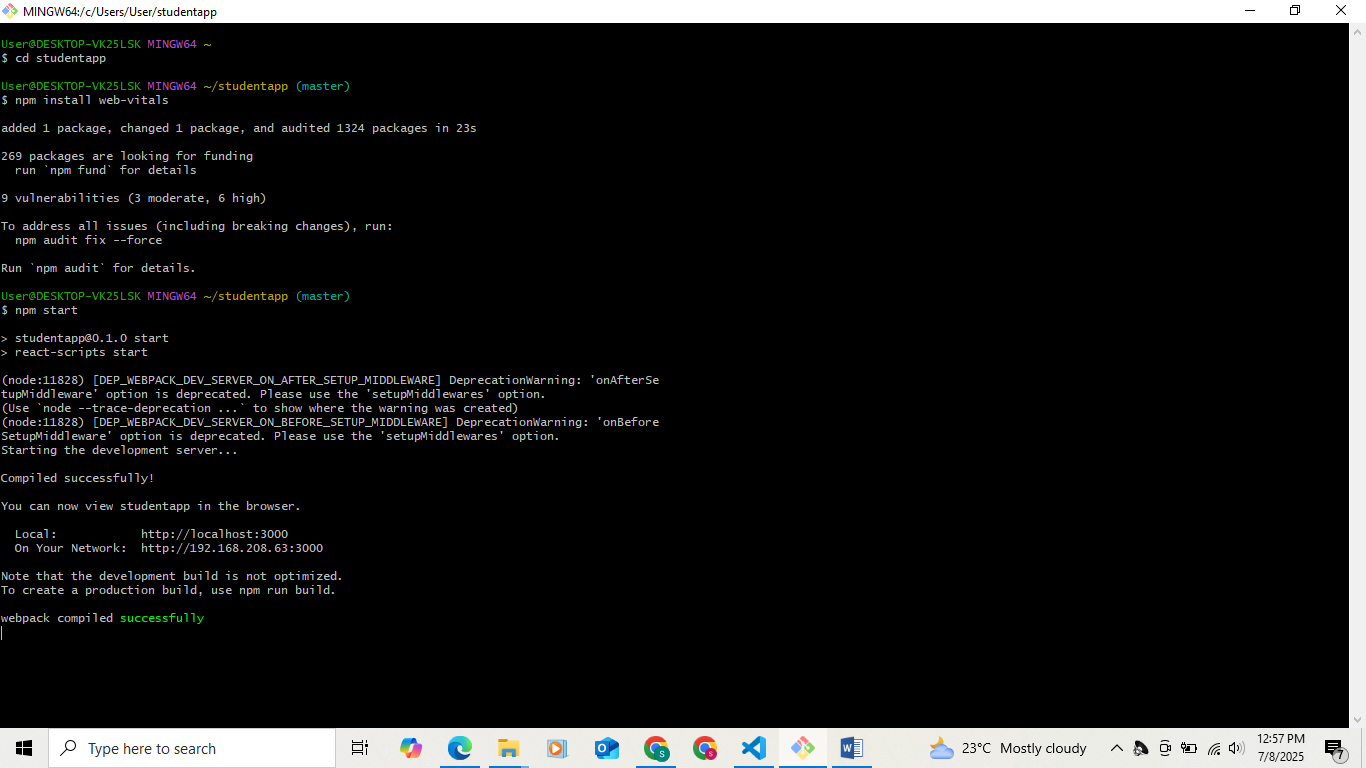 MINGW64:/c/Users/User/studentapp
User@DESKTOP-VK25LSK MINGW64 ~
$ cd studentapp
User@DESKTOP-VK25LSK MINGW64 ~/studentapp (master)
$ npm install web-vitals
added 1 package, changed 1 package, and audited 1324 packages in 23s
269 packages are looking for funding
run `npm fund` for details
9 vulnerabilities (3 moderate, 6 high)
To address all issues (including breaking changes), run:
npm audit fix --force
Run `npm audit` for details.
User@DESKTOP-VK25LSK MINGW64 ~/studentapp (master)
$ npm start
> studentapp@0.1.0 start
> react-scripts start
(node:11828) [DEP_WEBPACK_DEV_SERVER_ON_AFTER_SETUP_MIDDLEWARE] DeprecationWarning: 'onAfterSe
tupMiddleware' option is deprecated. Please use the 'setupMiddlewares' option.
(Use `node --trace-deprecation ...` to show where the warning was created)
(node:11828) [DEP_WEBPACK_DEV_SERVER_ON_BEFORE_SETUP_MIDDLEWARE] DeprecationWarning: 'onBefore
SetupMiddleware' option is deprecated. Please use the 'setupMiddlewares' option.
Starting the development server...
Compiled successfully!
You can now view studentapp in the browser.
Local: http://localhost:3000
On Your Network: http://192.168.208.63:3000
Note that the development build is not optimized.
To create a production build, use npm run build.
webpack compiled successfully
Type here to search
23°C Mostly cloudy
12:57 PM
7/8/2025
7